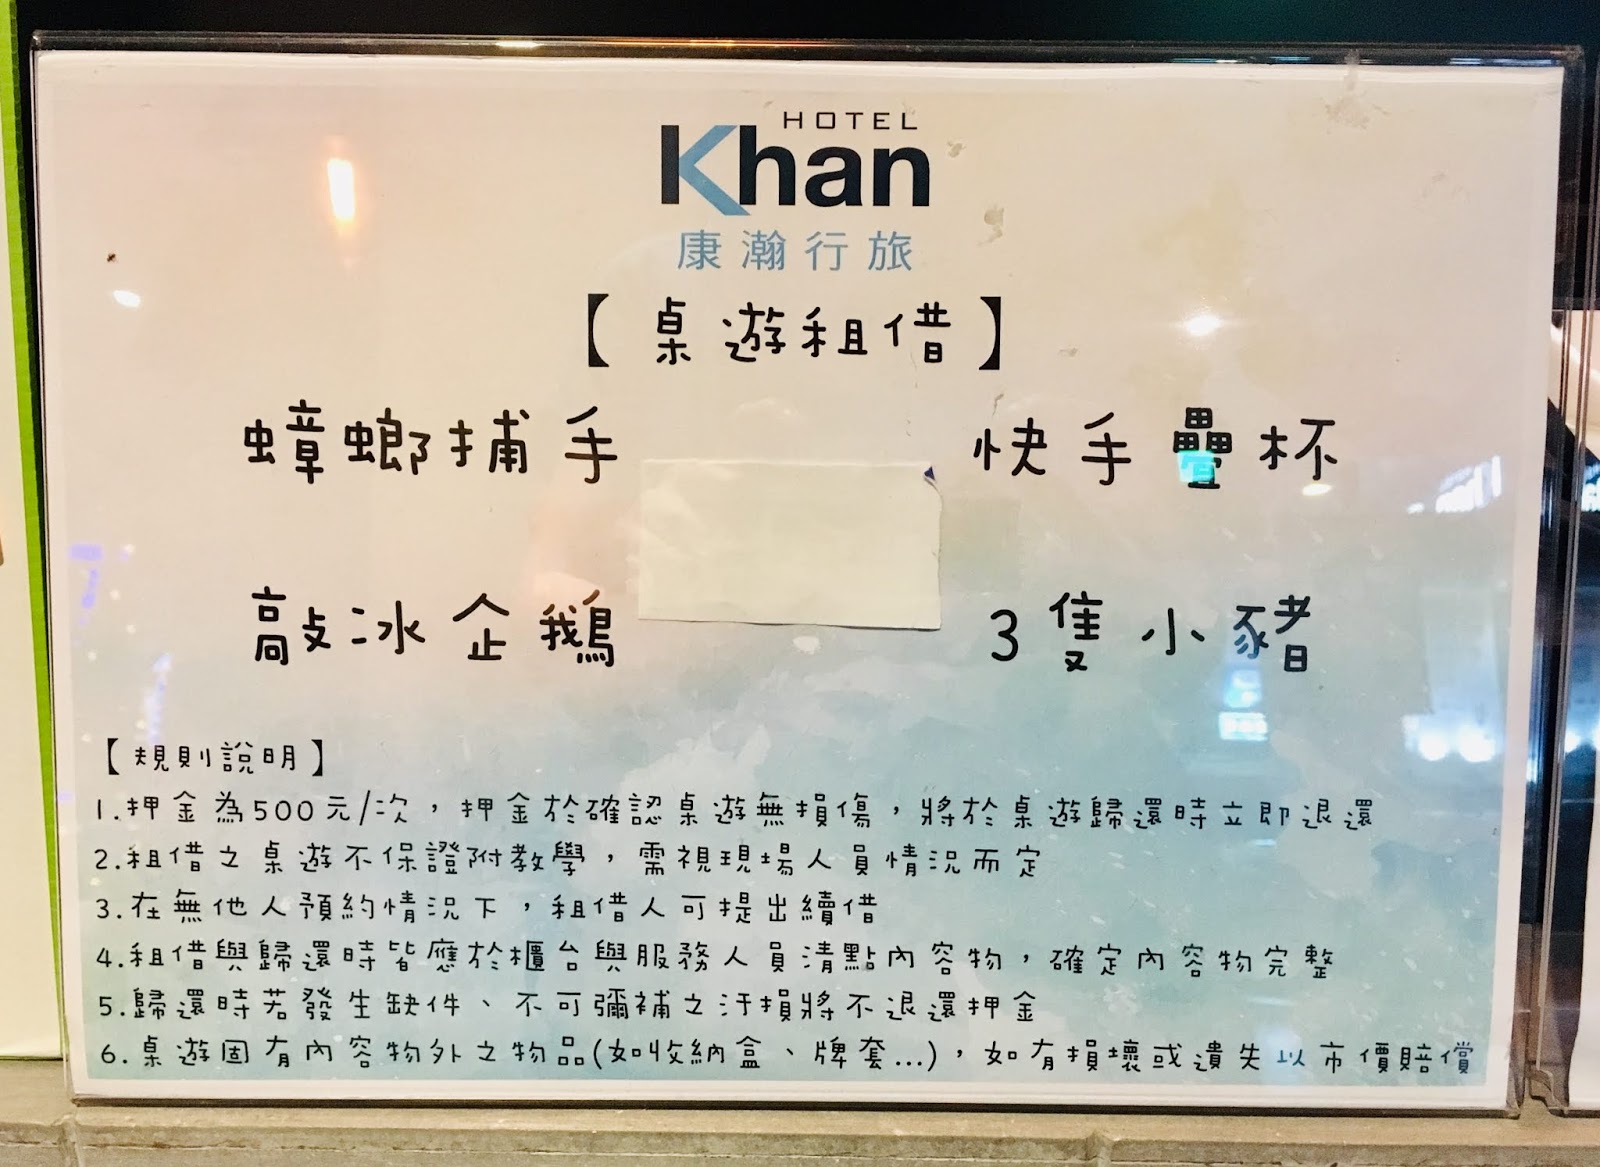 HOTEL
Khan
康瀚行旅
【桌遊租借】
蟑螂捕手 快手疊杯
敲冰企鵝 3隻小豬
【規則說明】
1.押金為500元/次，押金於確認桌遊無損傷，將於桌遊歸還時立即退還
2.租借之桌遊不保證附教學，需視現場人員情況而定
3.在無他人預約情況下，租借人可提出續借
4.租借與歸還時皆應於櫃台與服務人員清點內容物，確定內容物完整
5.歸還時若發生缺件、不可彌補之汙損將不退還押金
6.桌遊固有內容物外之物品(如收納盒、牌套...)，如有損壞或遺失以市價賠償